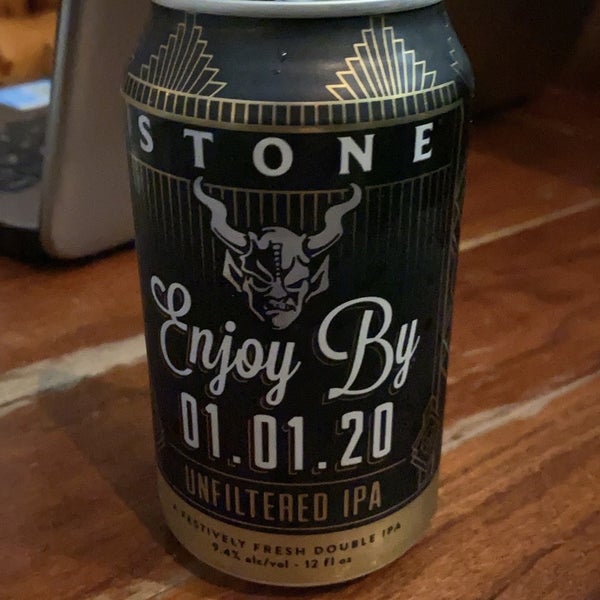 STONE
Enjoy By
01.01.20
UNFILTERED IPA
A FESTIVELY FRESH DOUBLE IPA
9.4% alc/vol - 12 fl oz